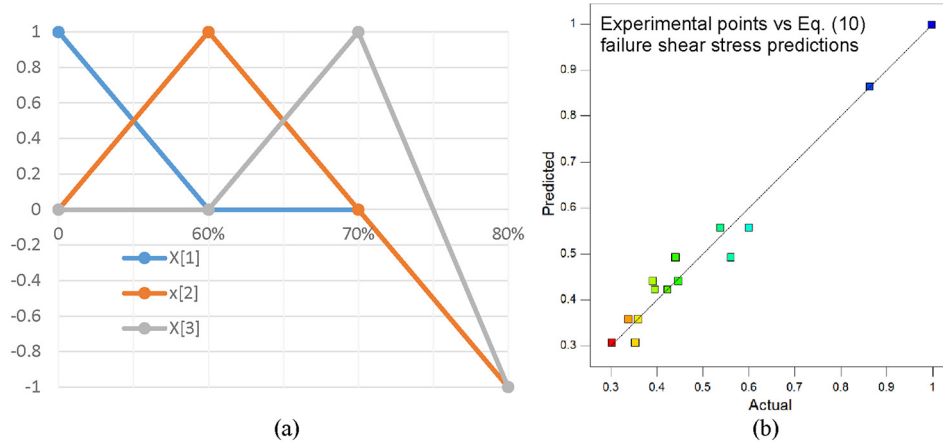 1
0.8
0.6
0.4
0.2
0
-0.2
-0.4
-0.6
-0.8
-1
0 60% 70% 80%
X[1]
x[2]
X[3]
(a)
Experimental points vs Eq. (10)
failure shear stress predictions
Predicted
1
0.9
0.8
0.7
0.6
0.5
0.4
0.3
0.3 0.4 0.5 0.6 0.7 0.8 0.9 1
Actual
(b)